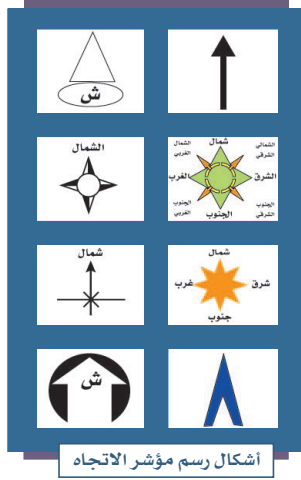 ش
الشمال
شمال
الشمالي الشرقي
الشمال الغربي
الشرق
الغرب
الجنوب الشرقي
الجنوب الغربي
الجنوب
شمال
شمال
شرق
غرب
جنوب
ش
أشكال رسم مؤشر الاتجاه